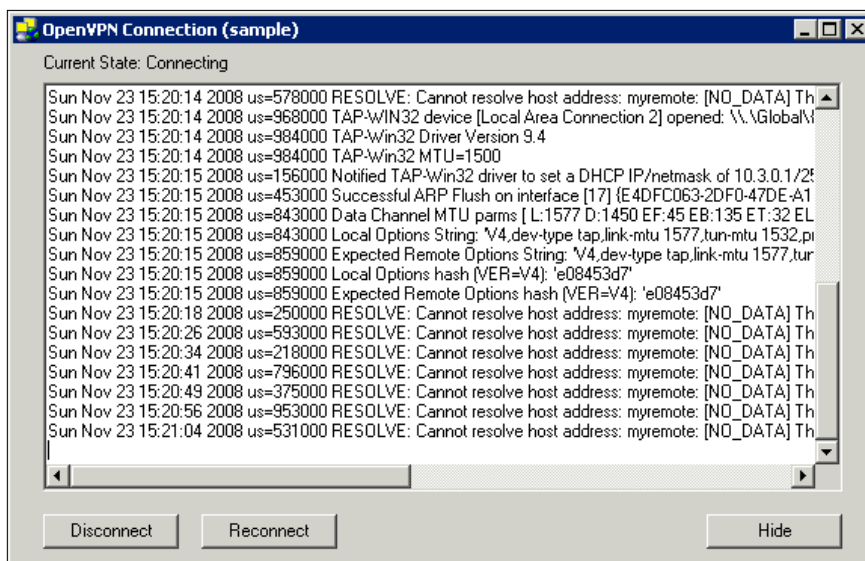 OpenVPN Connection (sample)
Current State: Connecting
Sun Nov 23 15:20:14 2008 us=578000 RESOLVE: Cannot resolve host address: myremote: [NO_DATA] Th
Sun Nov 23 15:20:14 2008 us=968000 TAP-WIN32 device [Local Area Connection 2] opened: \\.\Global\
Sun Nov 23 15:20:14 2008 us=984000 TAP-Win32 Driver Version 9.4
Sun Nov 23 15:20:14 2008 us=984000 TAP-Win32 MTU=1500
Sun Nov 23 15:20:15 2008 us=156000 Notified TAP-Win32 driver to set a DHCP IP/netmask of 10.3.0.1/25
Sun Nov 23 15:20:15 2008 us=453000 Successful ARP Flush on interface [17] {E4DFC063-2DF0-47DE-A1
Sun Nov 23 15:20:15 2008 us=843000 Data Channel MTU parms [ L:1577 D:1450 EF:45 EB:135 ET:32 EL
Sun Nov 23 15:20:15 2008 us=843000 Local Options String: 'V4,dev-type tap,link-mtu 1577,tun-mtu 1532,pr
Sun Nov 23 15:20:15 2008 us=859000 Expected Remote Options String: 'V4,dev-type tap,link-mtu 1577,tun
Sun Nov 23 15:20:15 2008 us=859000 Local Options hash (VER=V4): 'e08453d7'
Sun Nov 23 15:20:15 2008 us=859000 Expected Remote Options hash (VER=V4): 'e08453d7'
Sun Nov 23 15:20:18 2008 us=250000 RESOLVE: Cannot resolve host address: myremote: [NO_DATA] Th
Sun Nov 23 15:20:26 2008 us=593000 RESOLVE: Cannot resolve host address: myremote: [NO_DATA] Th
Sun Nov 23 15:20:34 2008 us=218000 RESOLVE: Cannot resolve host address: myremote: [NO_DATA] Th
Sun Nov 23 15:20:41 2008 us=796000 RESOLVE: Cannot resolve host address: myremote: [NO_DATA] Th
Sun Nov 23 15:20:49 2008 us=375000 RESOLVE: Cannot resolve host address: myremote: [NO_DATA] Th
Sun Nov 23 15:20:56 2008 us=953000 RESOLVE: Cannot resolve host address: myremote: [NO_DATA] Th
Sun Nov 23 15:21:04 2008 us=531000 RESOLVE: Cannot resolve host address: myremote: [NO_DATA] Th
Disconnect
Reconnect
Hide